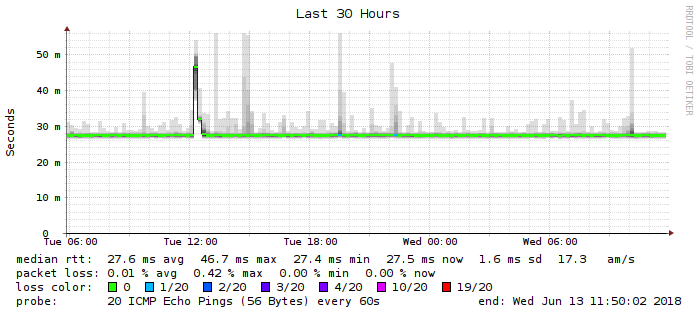 Last 30 Hours
RRDTOOL / TOBI OETIKER
Seconds
50 m
40 m
30 m
20 m
10 m
0
Tue 06:00 Tue 12:00 Tue 18:00 Wed 00:00 Wed 06:00
median rtt: 27.6 ms avg 46.7 ms max 27.4 ms min 27.5 ms now 1.6 ms sd 17.3 am/s
packet loss: 0.01 % avg 0.42 % max 0.00 % min 0.00 % now
loss color: 0 1/20 2/20 3/20 4/20 10/20 19/20
probe: 20 ICMP Echo Pings (56 Bytes) every 60s end: Wed Jun 13 11:50:02 2018